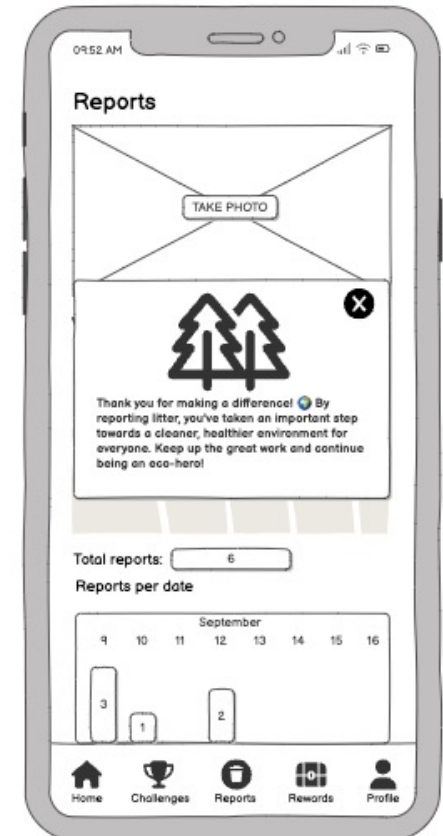 09:52 AM
Reports
TAKE PHOTO
Thank you for making a difference! 🌍 By
reporting litter, you've taken an important step
towards a cleaner, healthier environment for
everyone. Keep up the great work and continue
being an eco-hero!
Total reports: 6
Reports per date
September
9 10 11 12 13 14 15 16
3 1 2
Home Challenges Reports Rewards Profile